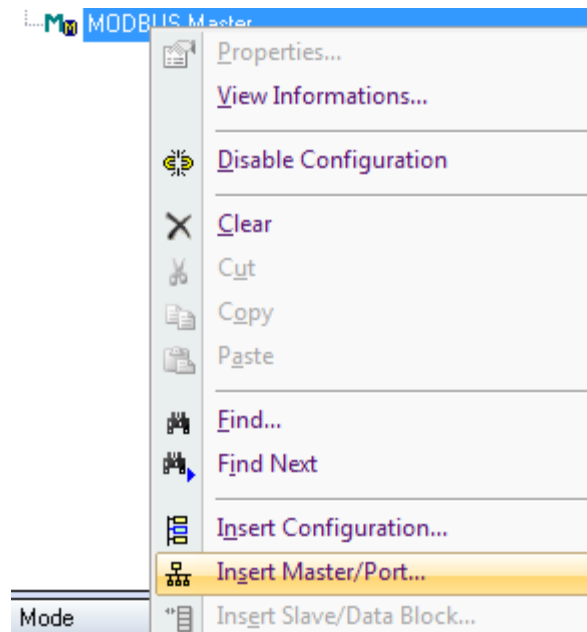 MODBUS Master
Properties...
View Informations...
Disable Configuration
Clear
Cut
Copy
Paste
Find...
Find Next
Insert Configuration...
Insert Master/Port...
Mode
Insert Slave/Data Block...